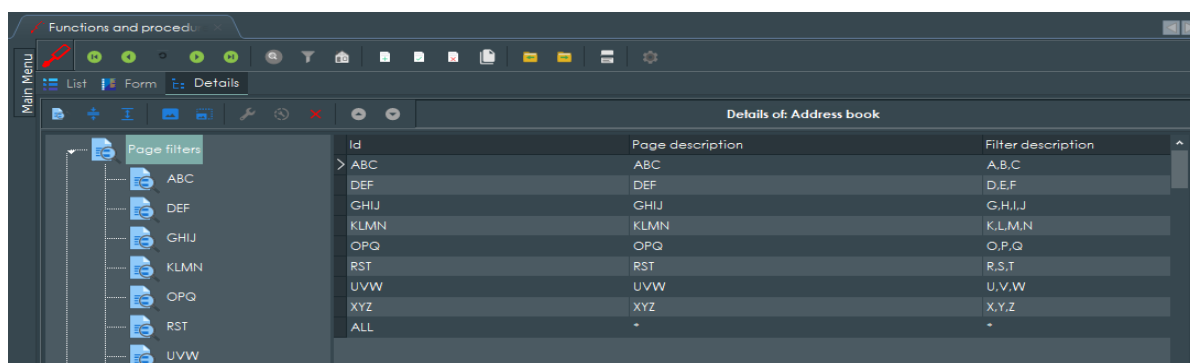 Functions and procedu
Main Menu
List Form Details
Details of: Address book
Page filters
ABC
DEF
GHIJ
KLMN
OPQ
RST
UVW
Id Page description Filter description
ABC ABC A,B,C
DEF DEF D,E,F
GHIJ GHIJ G,H,I,J
KLMN KLMN K,L,M,N
OPQ OPQ O,P,Q
RST RST R,S,T
UVW UVW U,V,W
XYZ XYZ X,Y,Z
ALL * *